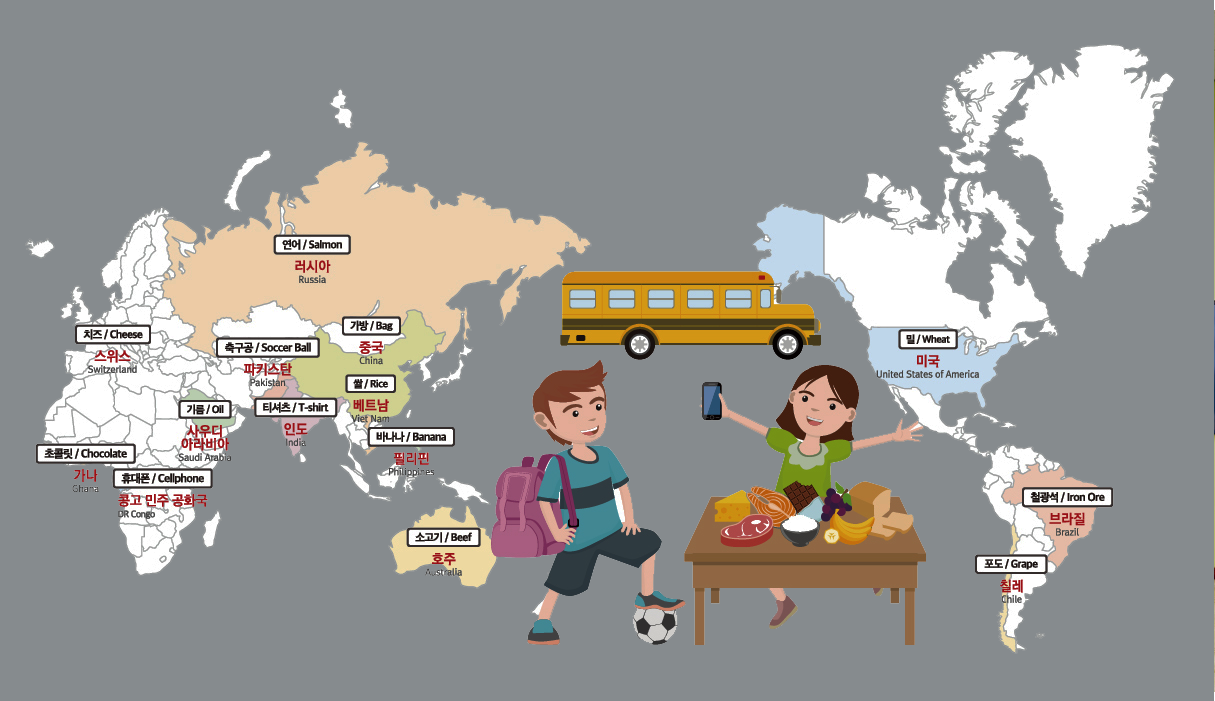 연어 / Salmon
러시아
Russia
치즈 / Cheese
스위스
Switzerland
축구공 / Soccer Ball
파키스탄
Pakistan
가방 / Bag
중국
China
쌀 / Rice
베트남
Viet Nam
기름 / Oil
사우디
아라비아
Saudi Arabia
티셔츠 / T-shirt
인도
India
바나나 / Banana
필리핀
Philippines
초콜릿 / Chocolate
가나
Ghana
휴대폰 / Cellphone
콩고 민주 공화국
DR Congo
소고기 / Beef
호주
Australia
밀 / Wheat
미국
United States of America
철광석 / Iron Ore
브라질
Brazil
포도 / Grape
칠레
Chile